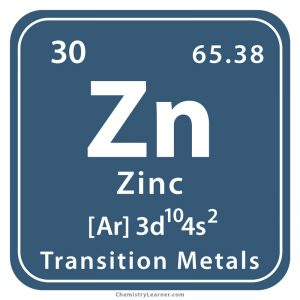 30 65.38
Zn
Zinc
[Ar] 3d¹⁰4s²
Transition Metals
ChemistryLearner.com